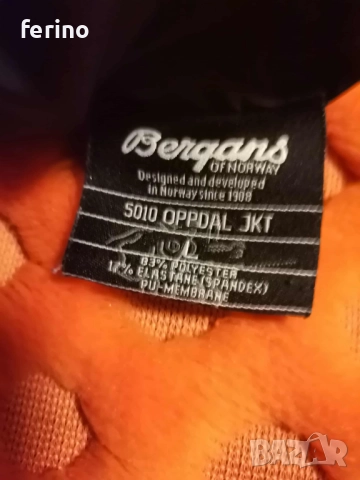 ferino
Bergans
OF NORWAY
Designed and developed
in Norway since 1908
5010 OPPDAL JKT
L
83% POLYESTER
17% ELASTANE (SPANDEX)
PU-MEMBRANE
BAZAR